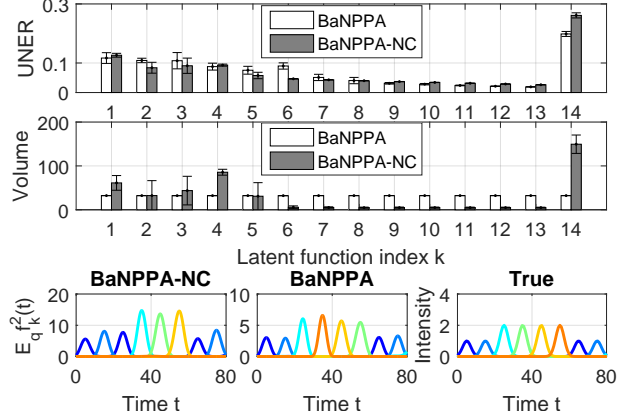 0.3
UNER
0.1
0
BaNPPA
BaNPPA-NC
1 2 3 4 5 6 7 8 9 10 11 12 13 14
200
Volume
100
0
BaNPPA
BaNPPA-NC
1 2 3 4 5 6 7 8 9 10 11 12 13 14
Latent function index k
BaNPPA-NC BaNPPA True
20 10 4
E_q f_k^2(t)
10 5 Intensity 2
0 0 0
0 40 80 0 40 80 0 40 80
Time t Time t Time t